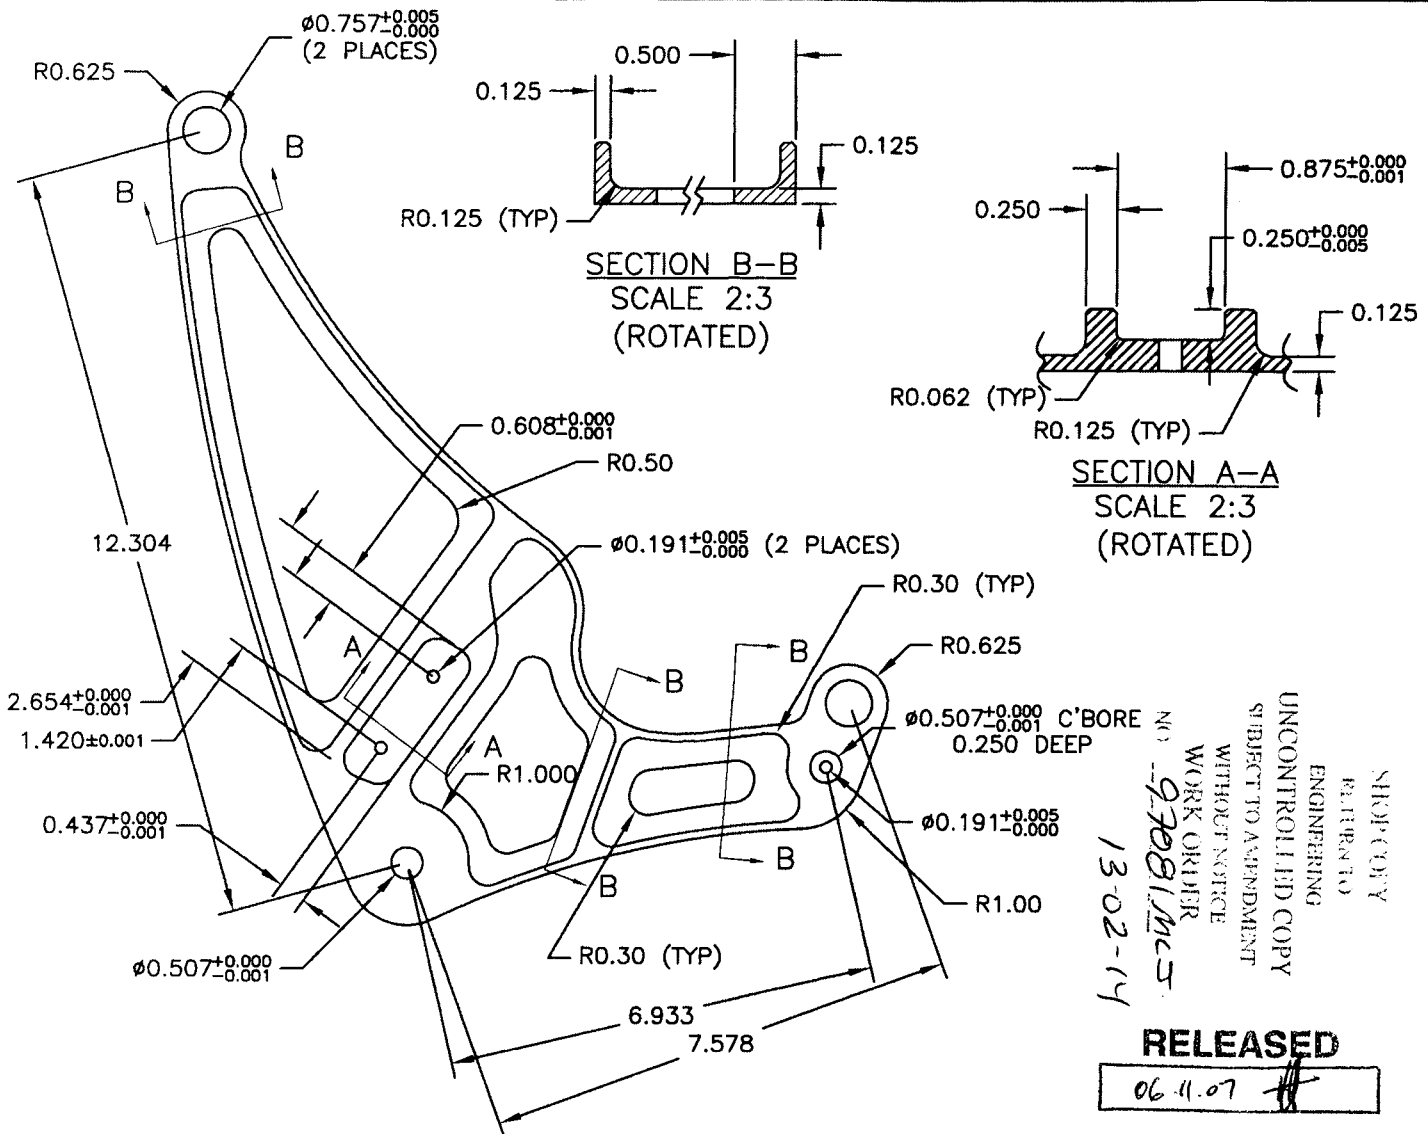 ø0.757+0.005 -0.000
(2 PLACES)
R0.625
B
B
12.304
0.125
0.500
0.125
R0.125 (TYP)
SECTION B-B
SCALE 2:3
(ROTATED)
0.875+0.000 -0.001
0.250
0.250+0.000 -0.005
0.125
R0.062 (TYP)
R0.125 (TYP)
SECTION A-A
SCALE 2:3
(ROTATED)
0.608+0.000 -0.001
R0.50
ø0.191+0.005 -0.000 (2 PLACES)
R0.30 (TYP)
R0.625
A
A
B
B
B
B
2.654+0.000 -0.001
1.420±0.001
0.437+0.000 -0.001
ø0.507+0.000 -0.001
R1.000
ø0.507+0.000 -0.001 C'BORE
0.250 DEEP
ø0.191+0.005 -0.000
R1.00
R0.30 (TYP)
6.933
7.578
SHOP COPY
RETURN TO
ENGINEERING
UNCONTROLLED COPY
SUBJECT TO AMENDMENT
WITHOUT NOTICE
WORK ORDER
NO
13-02-14
RELEASED
06.11.07